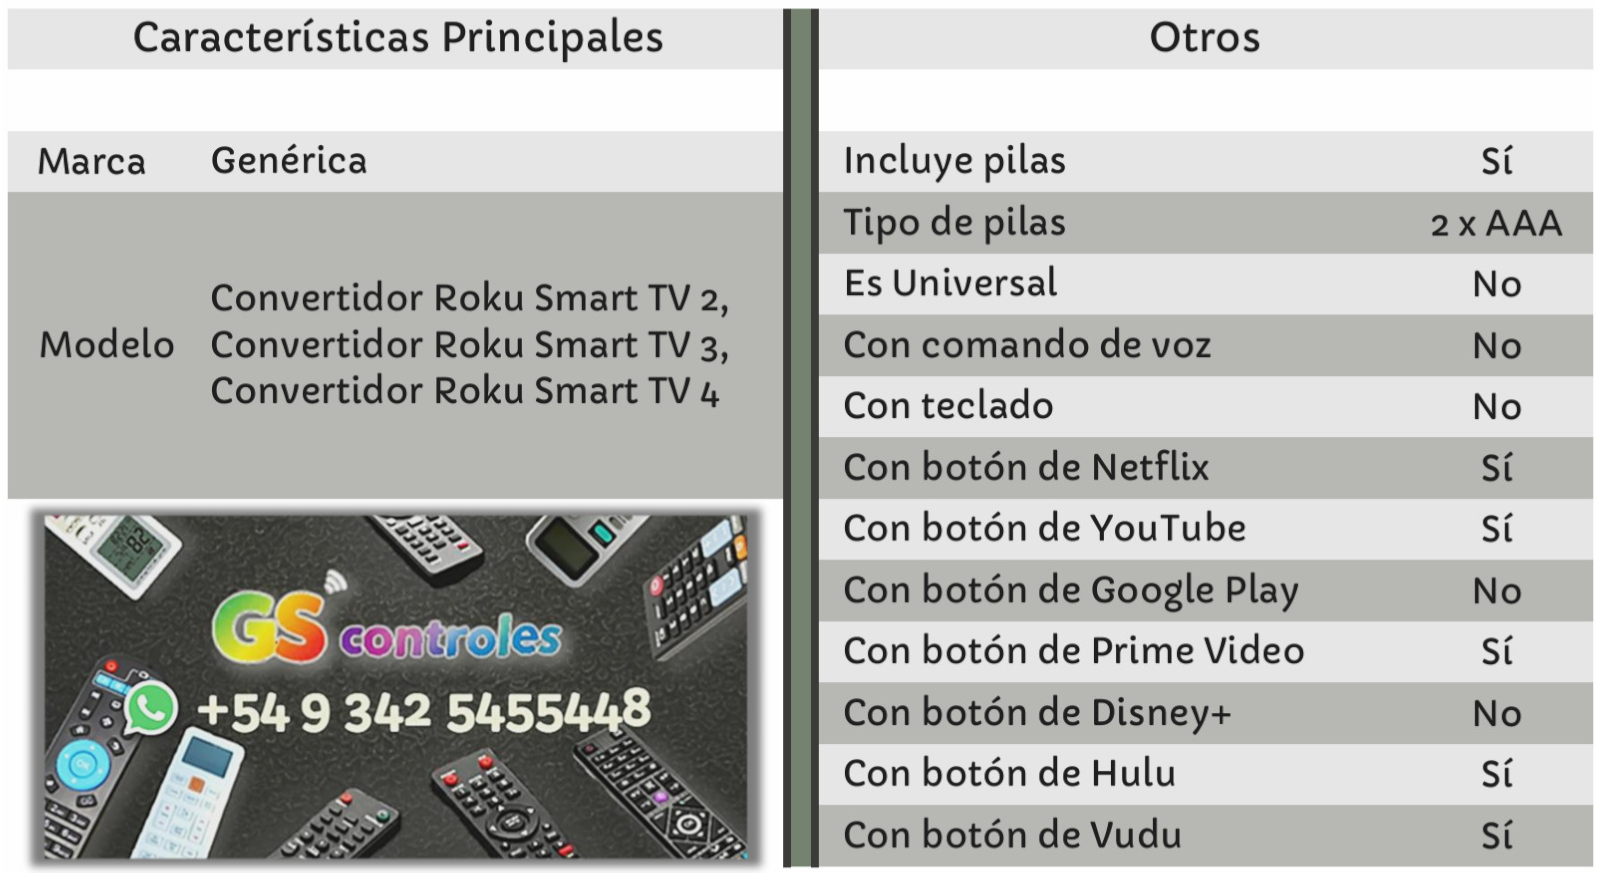 Características Principales
Marca Genérica
Modelo
Convertidor Roku Smart TV 2,
Convertidor Roku Smart TV 3,
Convertidor Roku Smart TV 4
GS controles
+54 9 342 5455448
Otros
Incluye pilas Sí
Tipo de pilas 2 x AAA
Es Universal No
Con comando de voz No
Con teclado No
Con botón de Netflix Sí
Con botón de YouTube Sí
Con botón de Google Play No
Con botón de Prime Video Sí
Con botón de Disney+ No
Con botón de Hulu Sí
Con botón de Vudu Sí